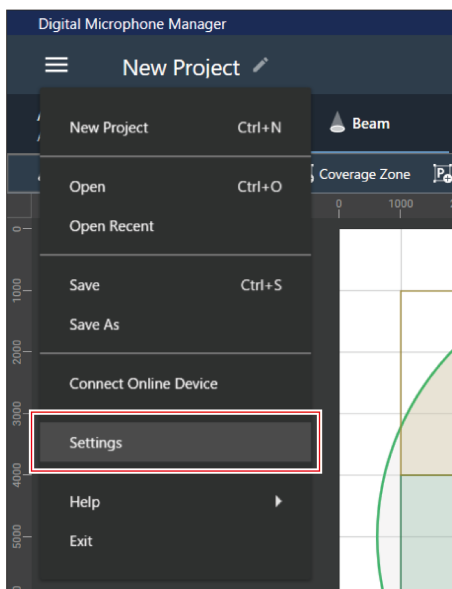 Digital Microphone Manager
New Project
New Project Ctrl+N
Beam
Open Ctrl+O
Coverage Zone
Open Recent
0 1000
0
Save Ctrl+S
1000
Save As
2000
Connect Online Device
3000
Settings
4000
Help
5000
Exit